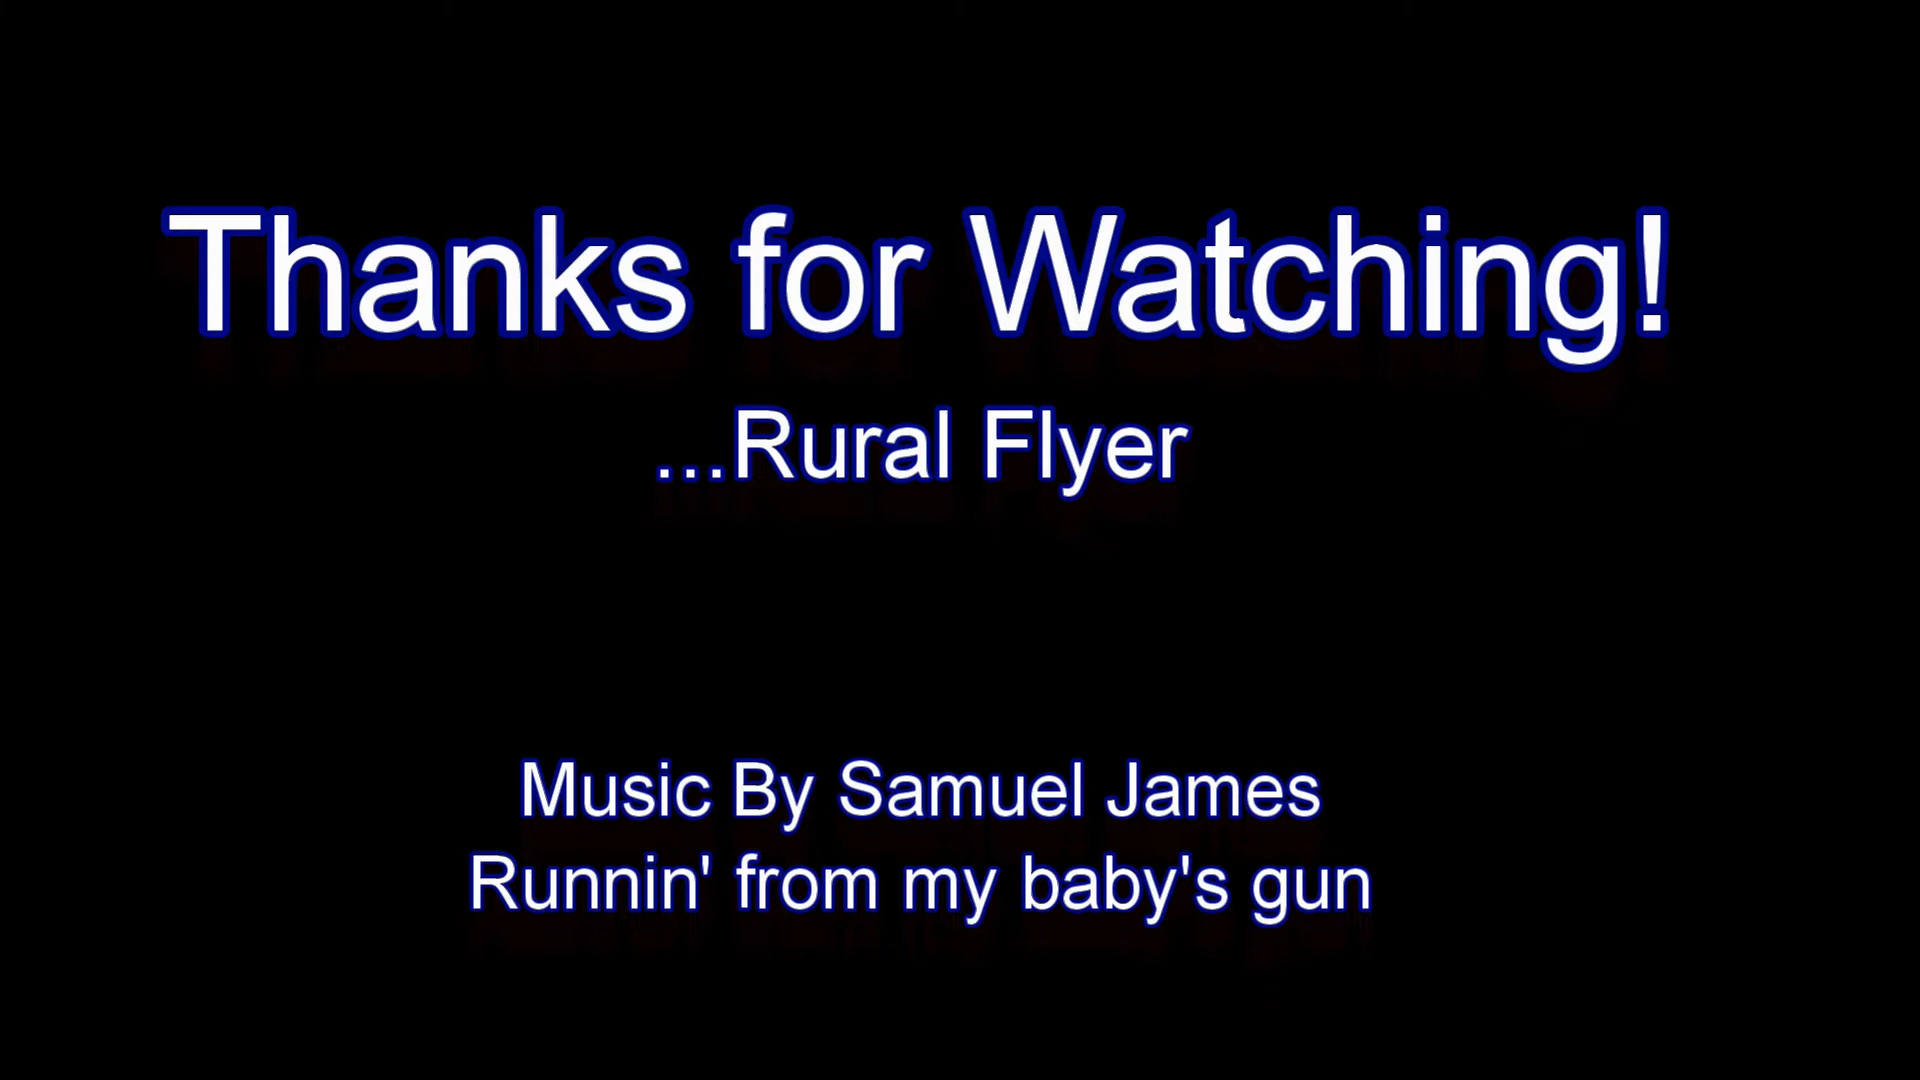 Thanks for Watching!
...Rural Flyer
Music By Samuel James
Runnin' from my baby's gun